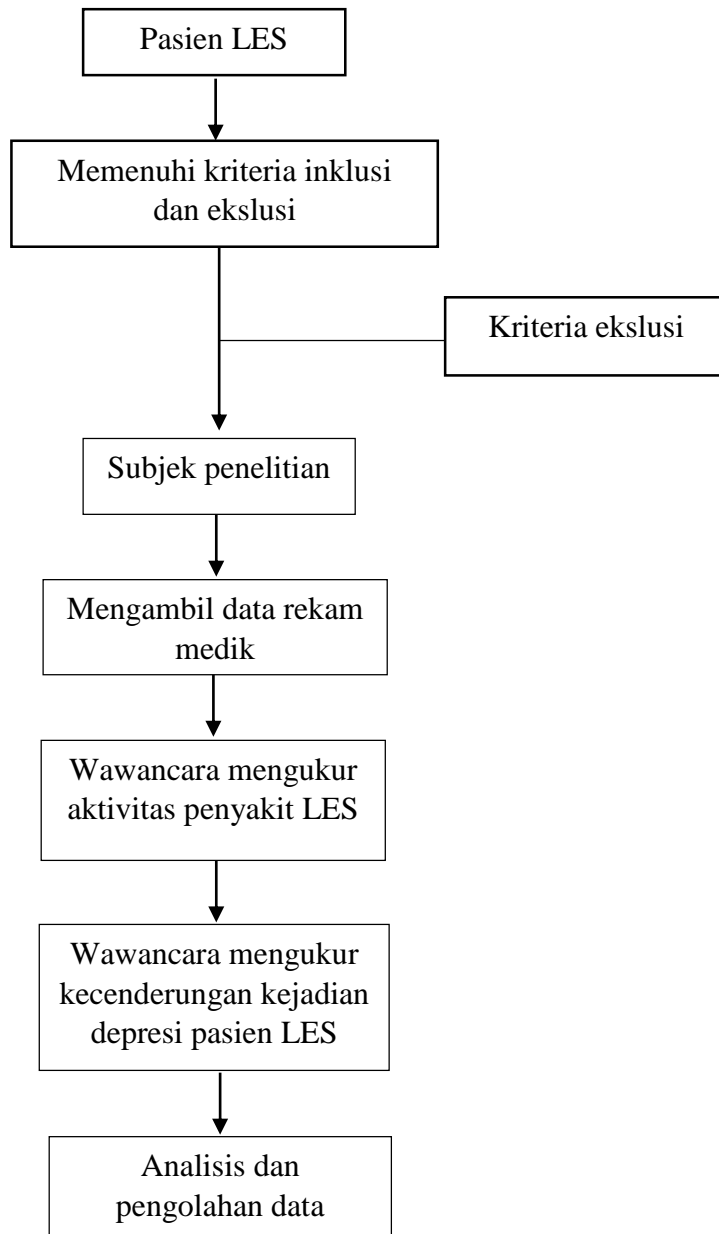 Pasien LES
Memenuhi kriteria inklusi
dan ekslusi
Kriteria ekslusi
Subjek penelitian
Mengambil data rekam
medik
Wawancara mengukur
aktivitas penyakit LES
Wawancara mengukur
kecenderungan kejadian
depresi pasien LES
Analisis dan
pengolahan data